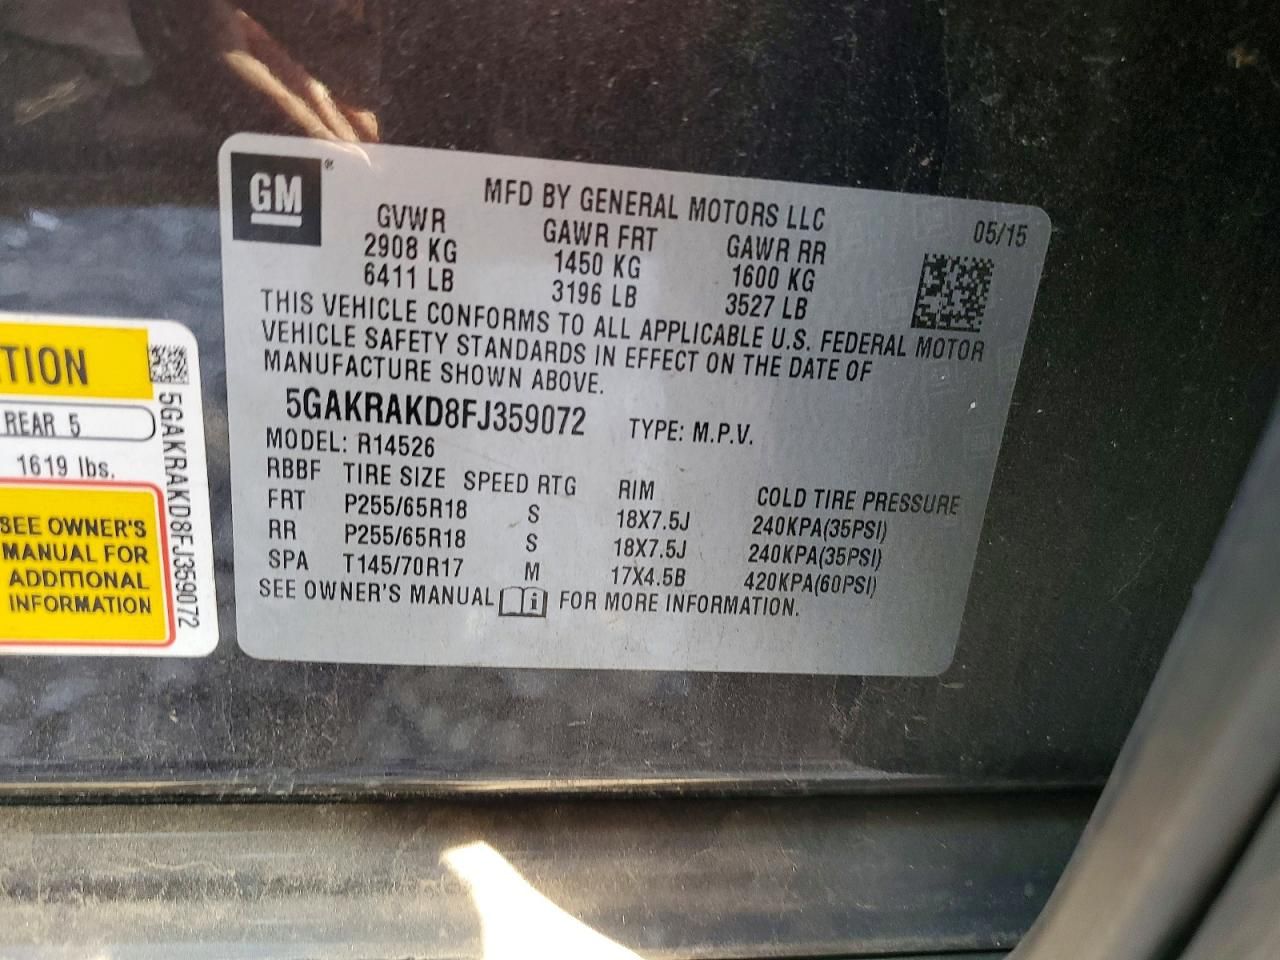 GM
MFD BY GENERAL MOTORS LLC
05/15
GVWR GAWR FRT GAWR RR
2908 KG 1450 KG 1600 KG
6411 LB 3196 LB 3527 LB
THIS VEHICLE CONFORMS TO ALL APPLICABLE U.S. FEDERAL MOTOR
VEHICLE SAFETY STANDARDS IN EFFECT ON THE DATE OF
MANUFACTURE SHOWN ABOVE.
5GAKRAKD8FJ359072 TYPE: M.P.V.
MODEL: R14526
RBBF TIRE SIZE SPEED RTG RIM COLD TIRE PRESSURE
FRT P255/65R18 S 18X7.5J 240KPA(35PSI)
RR P255/65R18 S 18X7.5J 240KPA(35PSI)
SPA T145/70R17 M 17X4.5B 420KPA(60PSI)
SEE OWNER'S MANUAL i FOR MORE INFORMATION.
TION
REAR 5
1619 lbs.
SEE OWNER'S
MANUAL FOR
ADDITIONAL
INFORMATION
5GAKRAKD8FJ359072